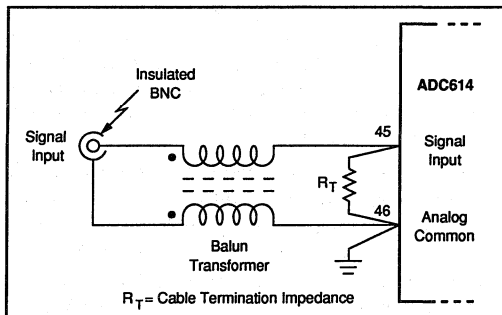 Insulated
BNC
ADC614
Signal
Input
45
Signal
Input
R_T
46
Analog
Common
Balun
Transformer
R_T = Cable Termination Impedance